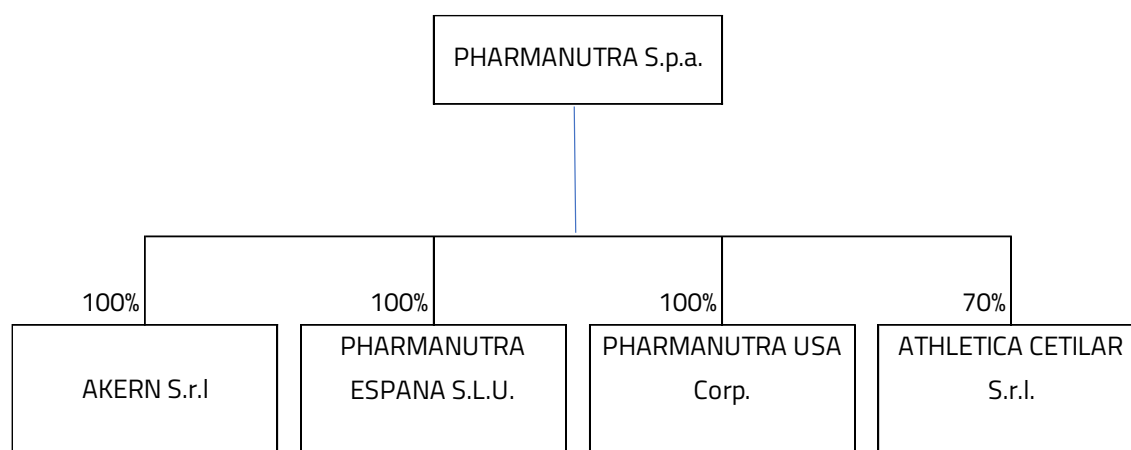 PHARMANUTRA S.p.a.
100%
100%
100%
70%
AKERN S.r.l
PHARMANUTRA
ESPANA S.L.U.
PHARMANUTRA USA
Corp.
ATHLETICA CETILAR
S.r.l.